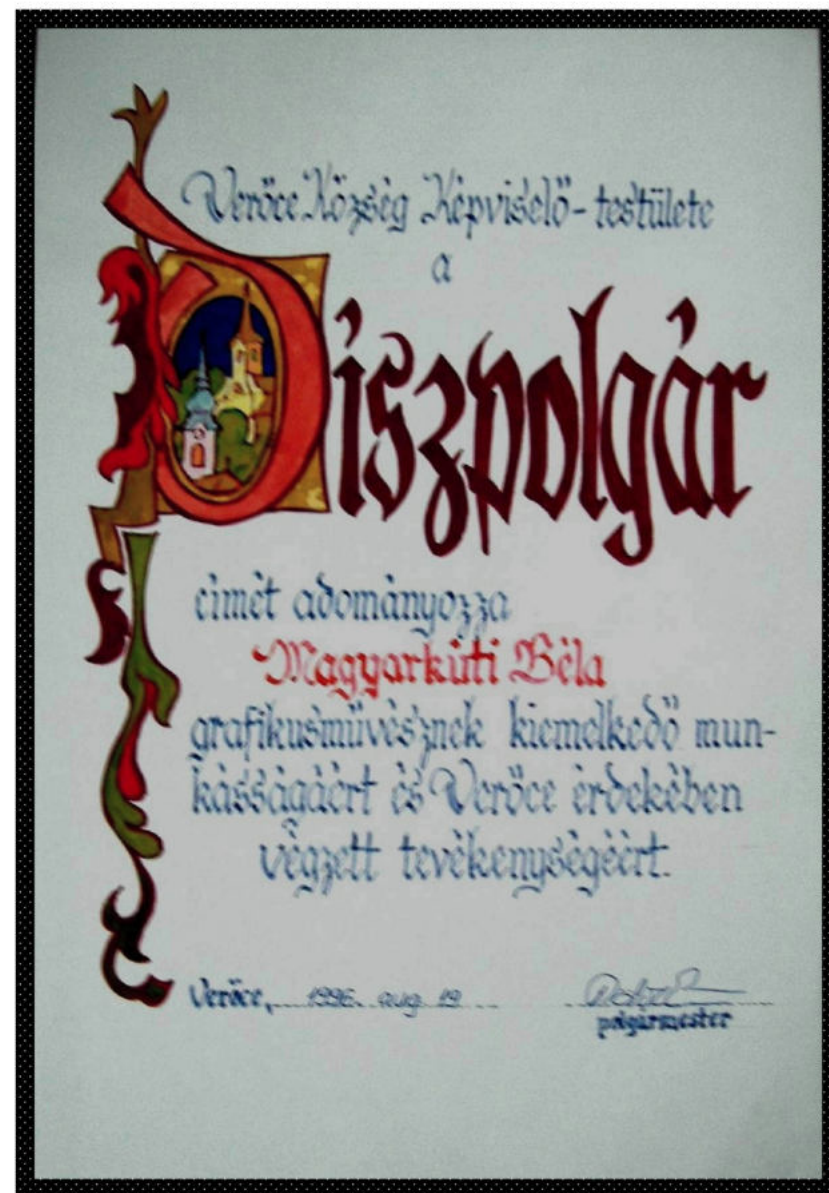 Verőce Község Képviselő-testülete
a
Díszpolgár
címét adományozza
Magyarkúti Béla
grafikusművésznek kiemelkedő mun-
kásságáért és Verőce érdekében
végzett tevékenységéért.
Verőce, 1996. aug. 19
polgármester